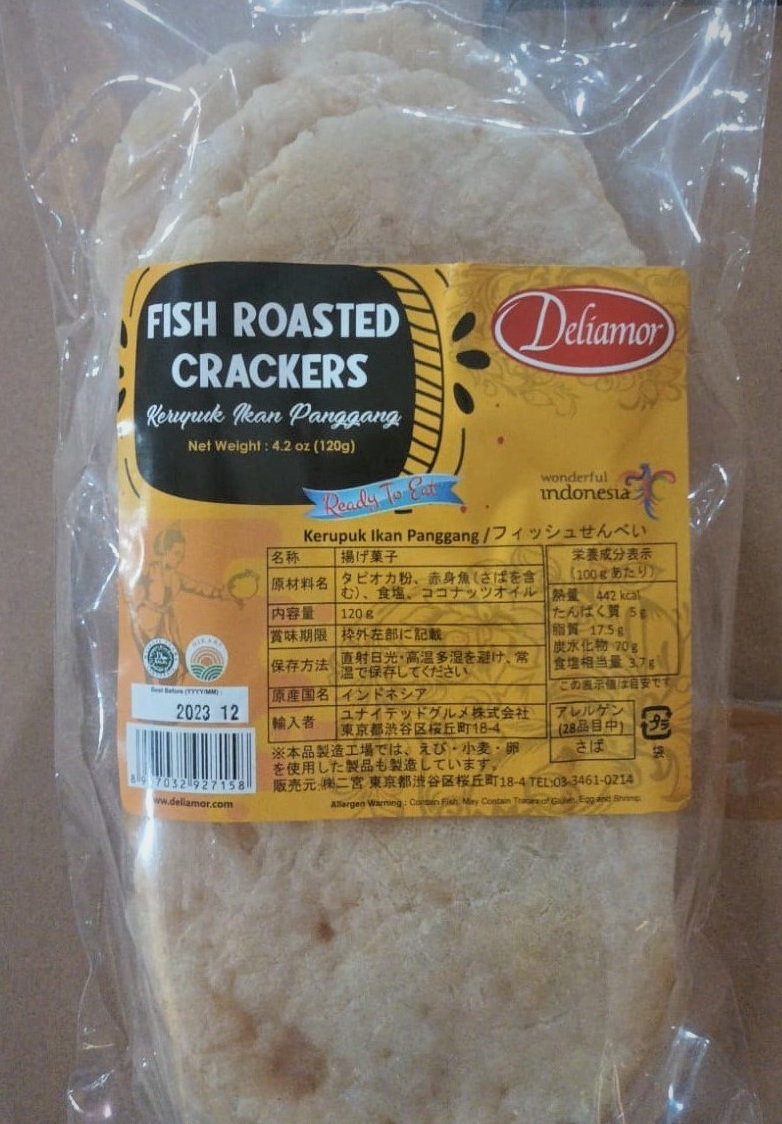 FISH ROASTED
CRACKERS
Kerupuk Ikan Panggang
Net Weight : 4.2 oz (120g)
Deliamor
Ready To Eat
wonderful
indonesia
Kerupuk Ikan Panggang /フィッシュせんべい
名称 揚げ菓子
原材料名 タピオカ粉、赤身魚(さばを含
む)、食塩、ココナッツオイル
内容量 120g
賞味期限 枠外左部に記載
保存方法 直射日光・高温多湿を避け、常
温で保存してください
原産国名 インドネシア
輸入者 ユナイテッドグルメ株式会社
東京都渋谷区桜丘町18-4
栄養成分表示
(100gあたり)
熱量 442 kcal
たんぱく質 5g
脂質 17.5g
炭水化物 70g
食塩相当量 3.7g
この表示値は目安です
アレルゲン
(28品目中)
さば
プラ
袋
※本品製造工場では、えび・小麦・卵
を使用した製品も製造しています。
販売元:㈱二宮 東京都渋谷区桜丘町18-4 TEL:03-3461-0214
Allergen Warning : Contain Fish, May Contain Traces of Gluten, Egg and Shrimp.
HALAL
Best Before (YYYY/MM) :
2023 12
7032 927158
www.deliamor.com